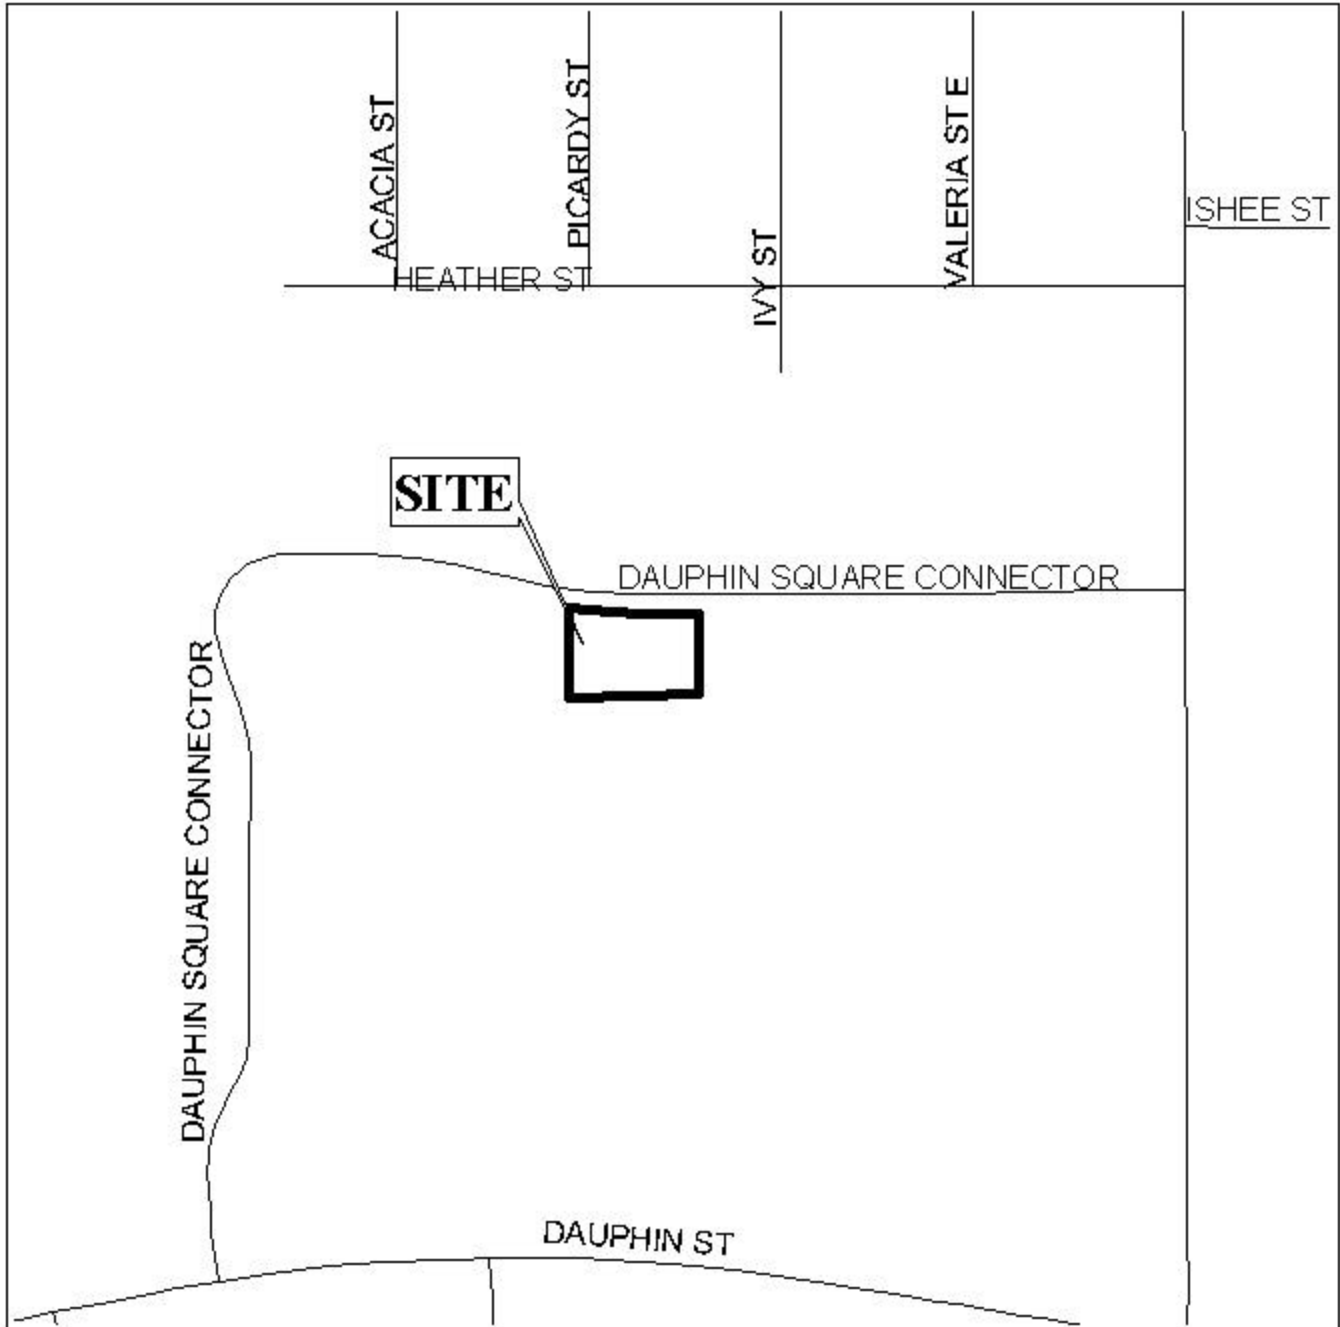 ACACIA ST
PICARDY ST
VALERIA ST E
ISHEE ST
IVY ST
HEATHER ST
SITE
DAUPHIN SQUARE CONNECTOR
DAUPHIN SQUARE CONNECTOR
DAUPHIN ST